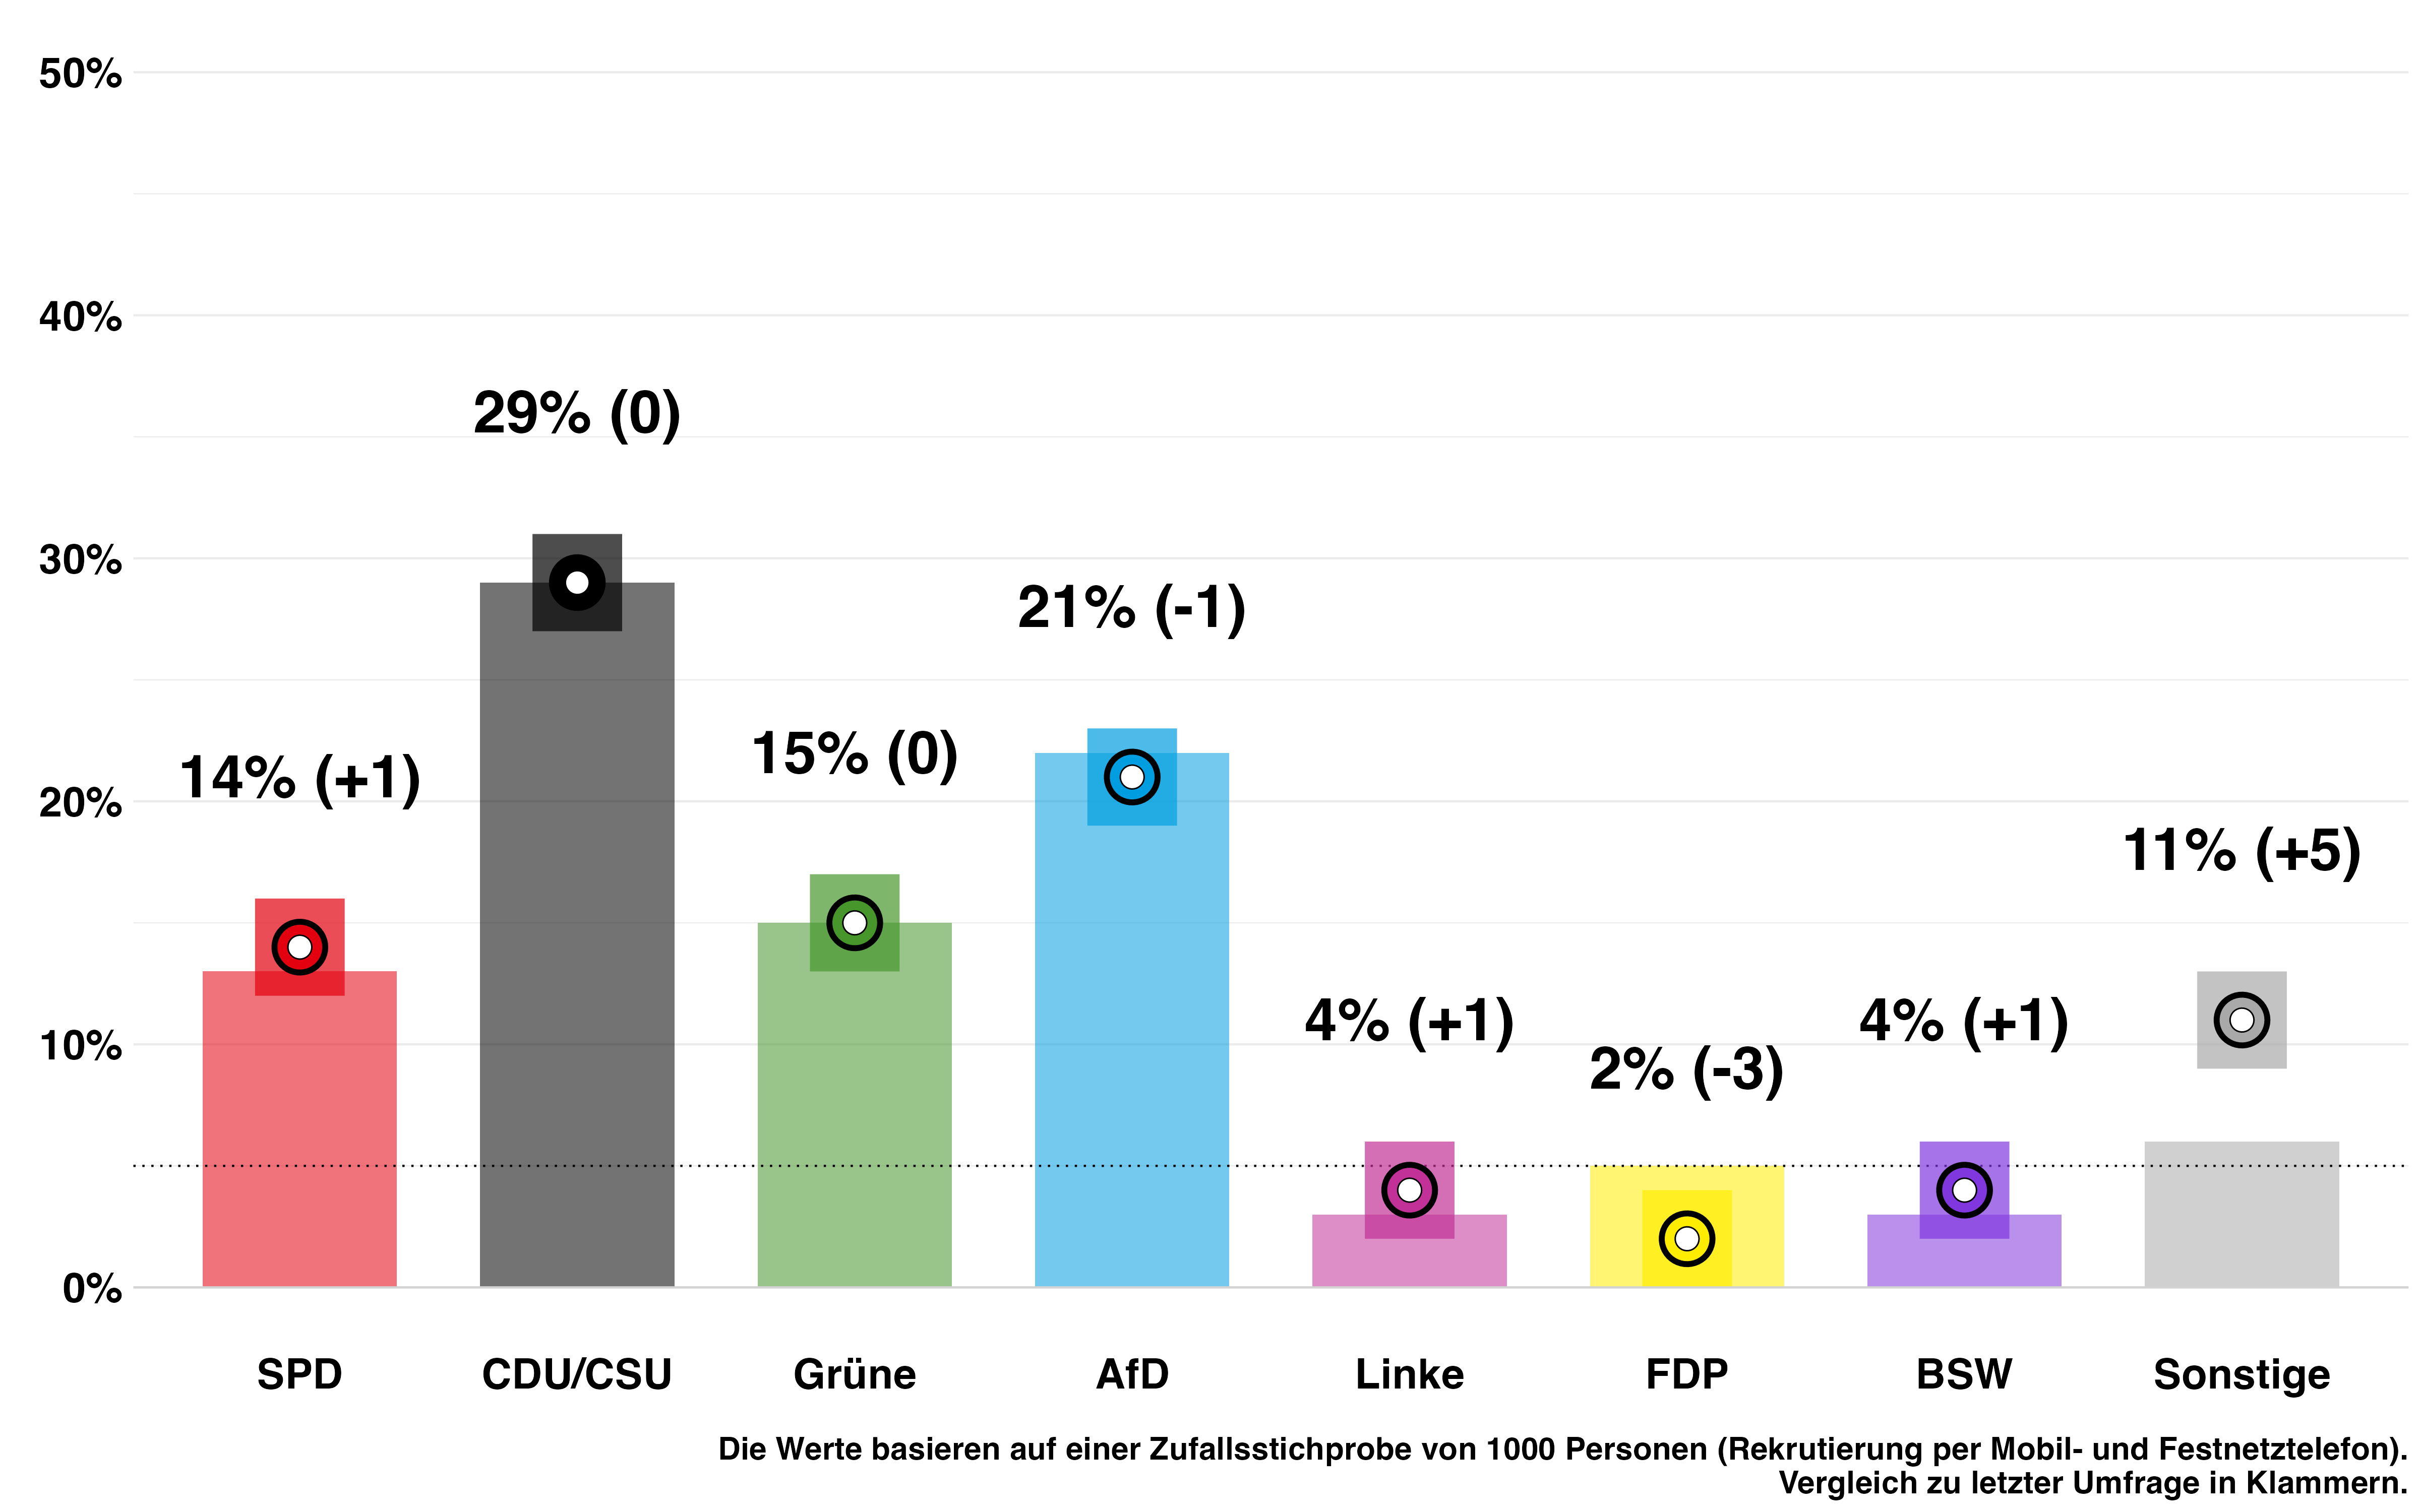 50%
40%
30%
20%
10%
0%
14% (+1)
29% (0)
15% (0)
21% (-1)
4% (+1)
2% (-3)
4% (+1)
11% (+5)
SPD
CDU/CSU
Grüne
AfD
Linke
FDP
BSW
Sonstige
Die Werte basieren auf einer Zufallsstichprobe von 1000 Personen (Rekrutierung per Mobil- und Festnetztelefon).
Vergleich zu letzter Umfrage in Klammern.